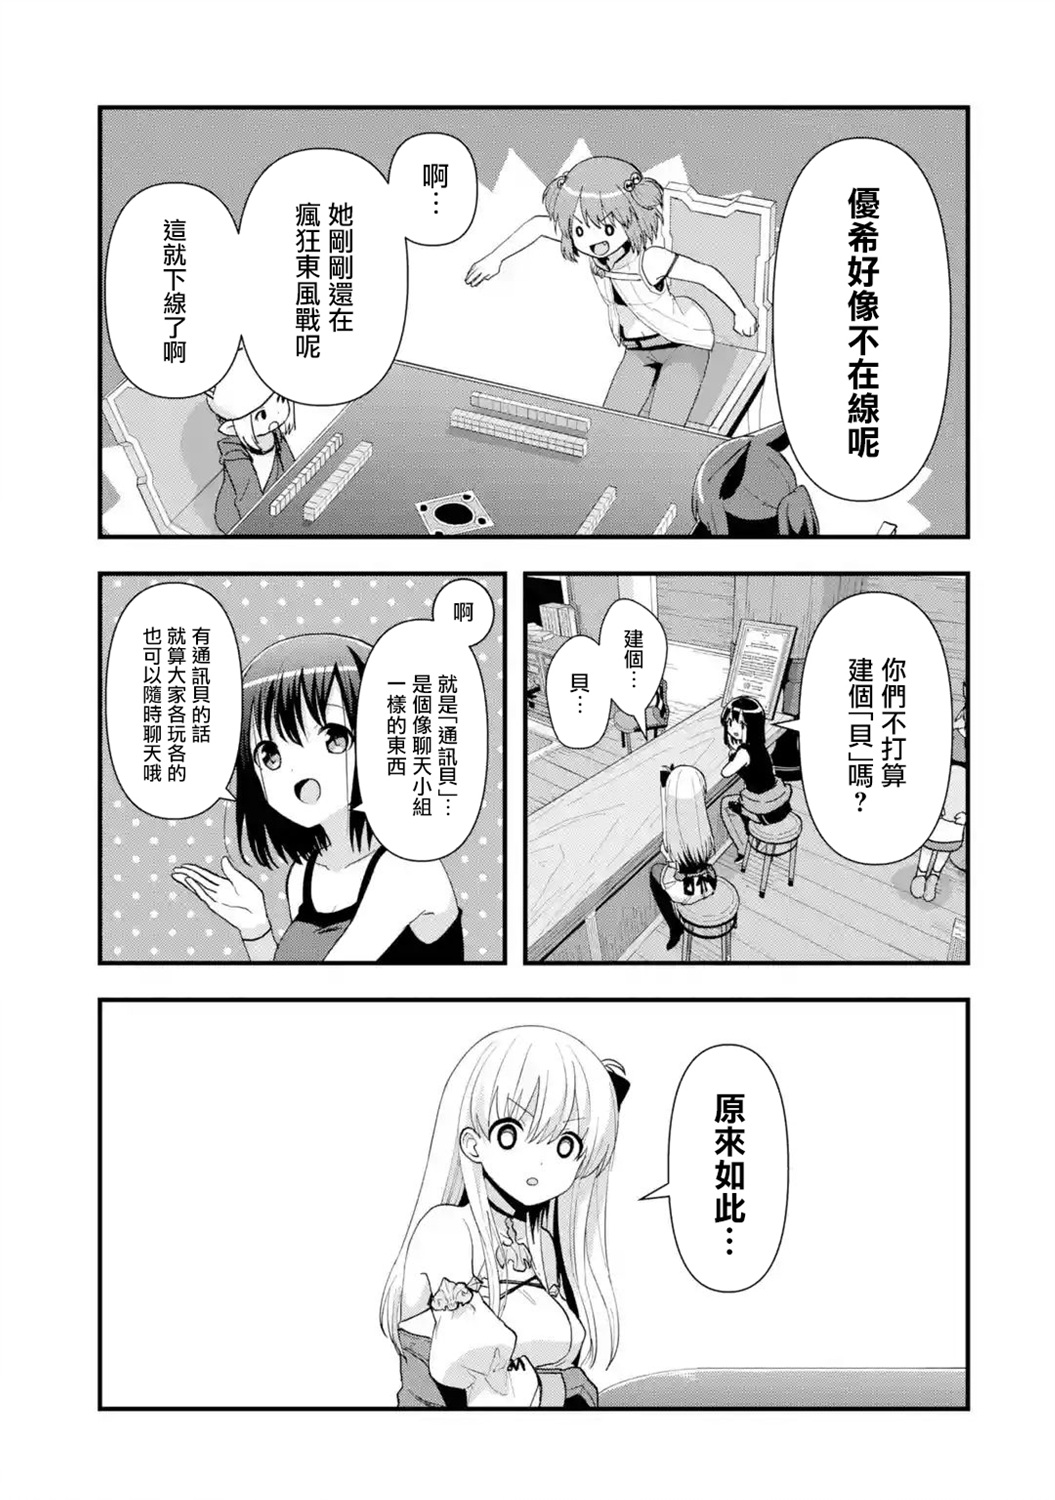 優希好像不在線呢
啊…
她剛剛還在
瘋狂東風戰呢
這就下線了啊
你們不打算
建個「貝」嗎?
建個…
貝…
啊
就是「通訊貝」…
是個像聊天小組
一樣的東西
有通訊貝的話
就算大家各玩各的
也可以隨時聊天哦
原來如此…